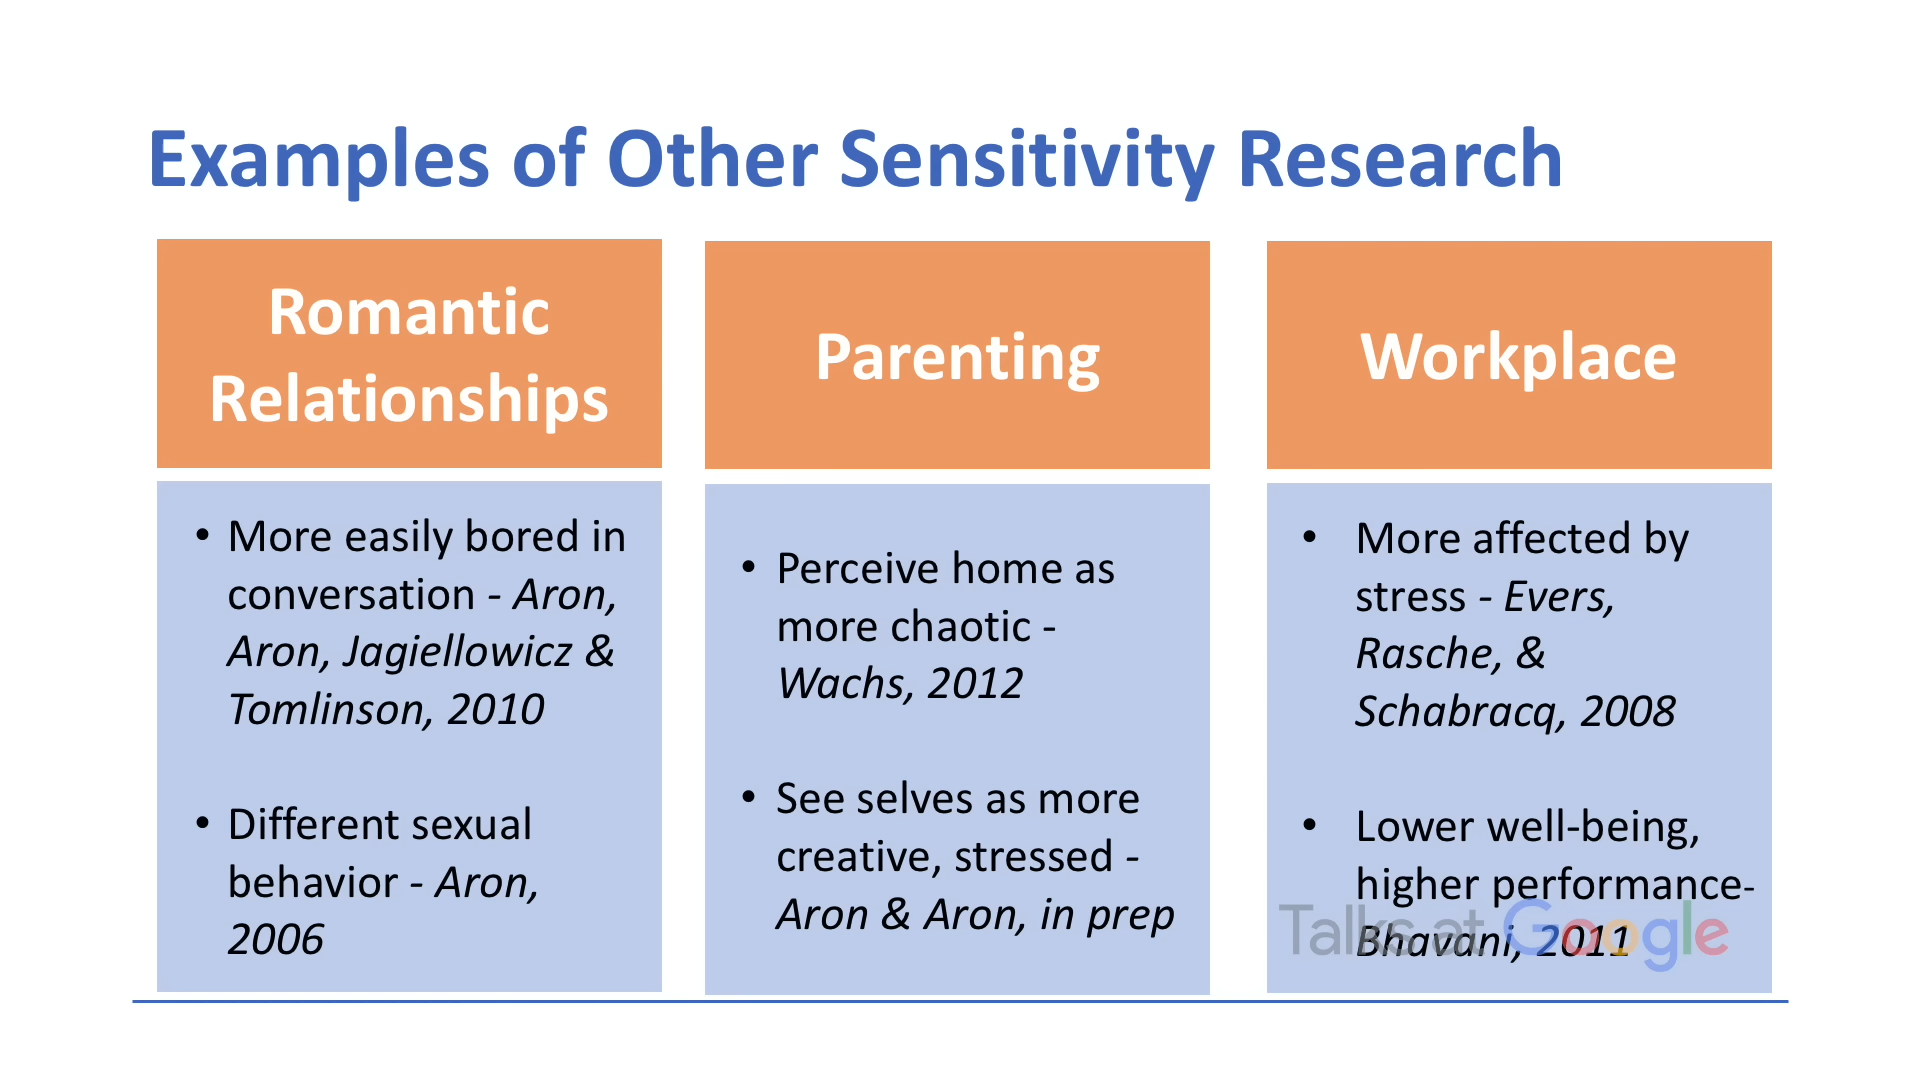 Examples of Other Sensitivity Research
Romantic
Relationships
• More easily bored in
conversation - Aron,
Aron, Jagiellowicz &
Tomlinson, 2010
• Different sexual
behavior - Aron,
2006
Parenting
• Perceive home as
more chaotic -
Wachs, 2012
• See selves as more
creative, stressed -
Aron & Aron, in prep
Workplace
• More affected by
stress - Evers,
Rasche, &
Schabracq, 2008
• Lower well-being,
higher performance-
Bhavani, 2011
Talks at Google